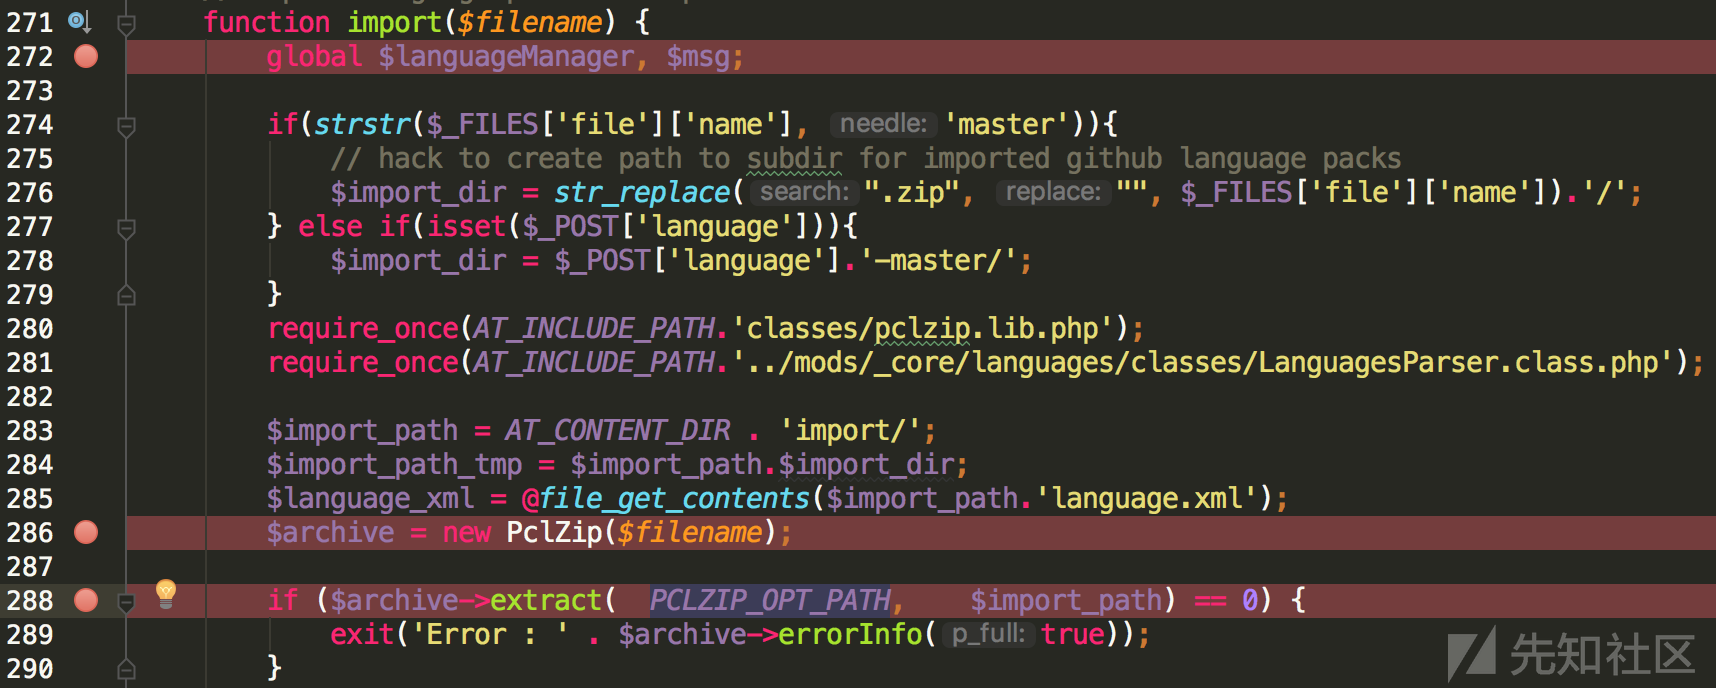 271 function import($filename) {
272 global $languageManager, $msg;
273
274 if(strstr($_FILES['file']['name'], needle: 'master')){
275 // hack to create path to subdir for imported github language packs
276 $import_dir = str_replace( search: ".zip", replace: "", $_FILES['file']['name']).'/';
277 } else if(isset($_POST['language'])){
278 $import_dir = $_POST['language'].'-master/';
279 }
280 require_once(AT_INCLUDE_PATH.'classes/pclzip.lib.php');
281 require_once(AT_INCLUDE_PATH.'../mods/_core/languages/classes/LanguagesParser.class.php');
282
283 $import_path = AT_CONTENT_DIR . 'import/';
284 $import_path_tmp = $import_path.$import_dir;
285 $language_xml = @file_get_contents($import_path.'language.xml');
286 $archive = new PclZip($filename);
287
288 if ($archive->extract( PCLZIP_OPT_PATH, $import_path) == 0) {
289 exit('Error : ' . $archive->errorInfo( p_full: true));
290 }
先知社区